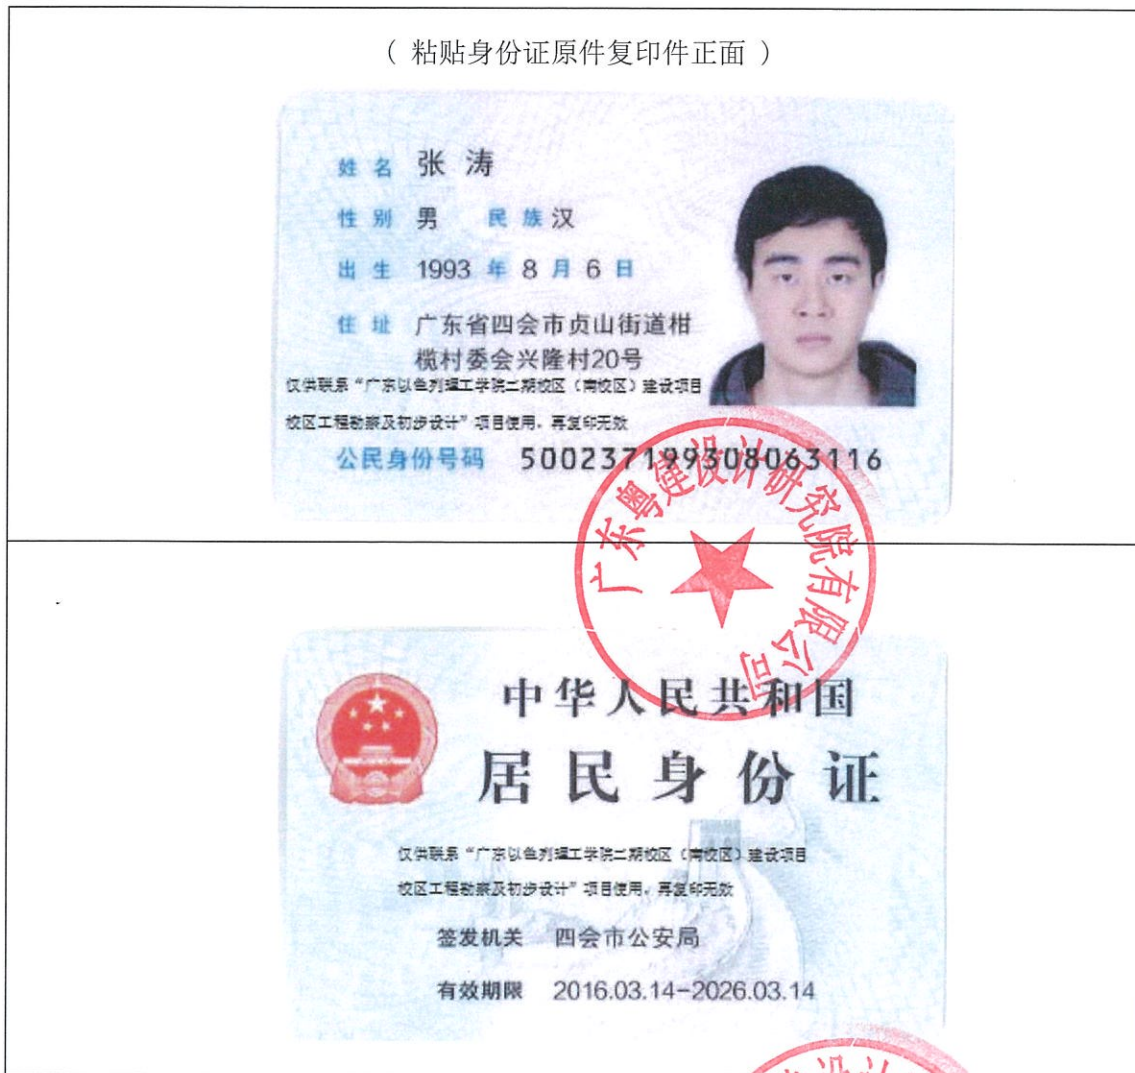 （ 粘贴身份证原件复印件正面 ）
姓名 张涛
性别 男 民族 汉
出生 1993 年 8 月 6 日
住址 广东省四会市贞山街道柑
榄村委会兴隆村20号
仅供联系“广东以色列理工学院二期校区（南校区）建设项目
校区工程勘察及初步设计”项目使用，再复印无效
公民身份号码 500237199308063116
广东粤建设计研究院有限公司
中华人民共和国
居民身份证
仅供联系“广东以色列理工学院二期校区（南校区）建设项目
校区工程勘察及初步设计”项目使用，再复印无效
签发机关 四会市公安局
有效期限 2016.03.14-2026.03.14
建设计